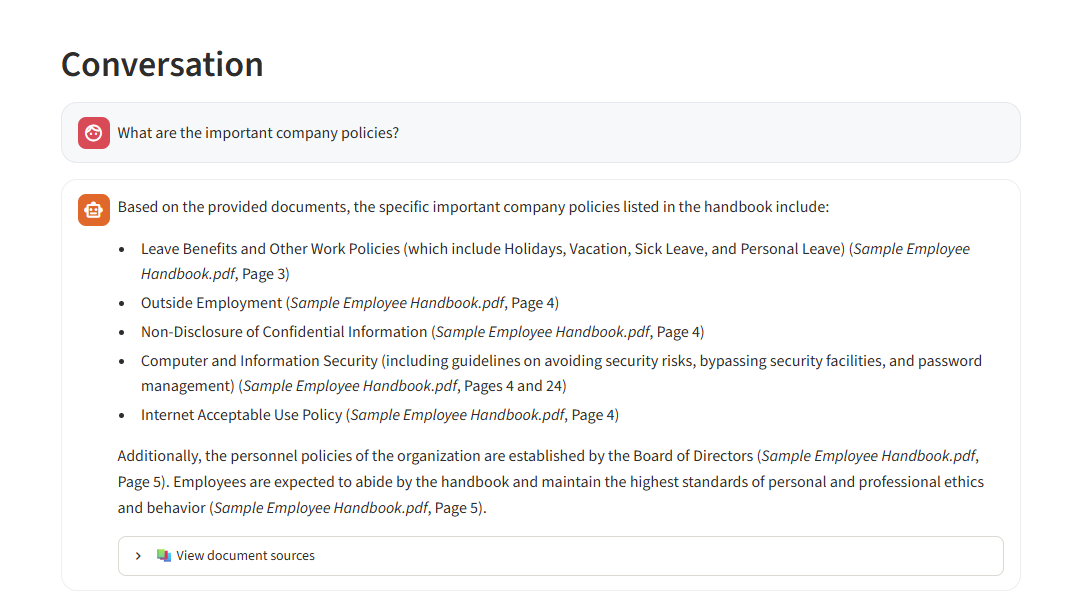 Conversation
What are the important company policies?
Based on the provided documents, the specific important company policies listed in the handbook include:
• Leave Benefits and Other Work Policies (which include Holidays, Vacation, Sick Leave, and Personal Leave) (Sample Employee
Handbook.pdf, Page 3)
• Outside Employment (Sample Employee Handbook.pdf, Page 4)
• Non-Disclosure of Confidential Information (Sample Employee Handbook.pdf, Page 4)
• Computer and Information Security (including guidelines on avoiding security risks, bypassing security facilities, and password
management) (Sample Employee Handbook.pdf, Pages 4 and 24)
• Internet Acceptable Use Policy (Sample Employee Handbook.pdf, Page 4)
Additionally, the personnel policies of the organization are established by the Board of Directors (Sample Employee Handbook.pdf,
Page 5). Employees are expected to abide by the handbook and maintain the highest standards of personal and professional ethics
and behavior (Sample Employee Handbook.pdf, Page 5).
View document sources